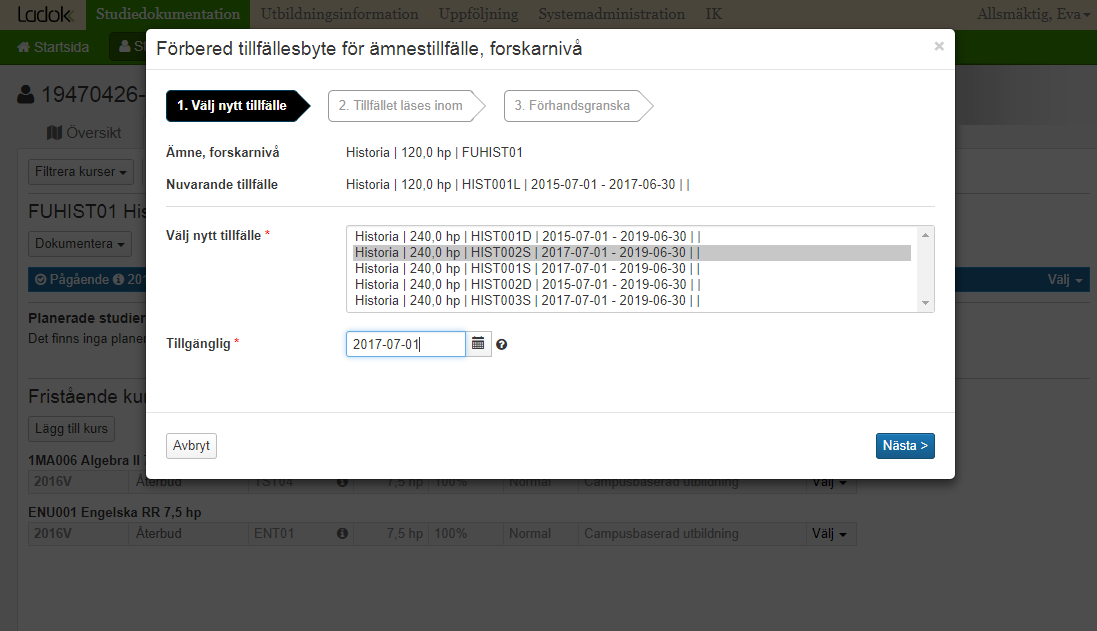 Ladok Studiedokumentation Utbildningsinformation Uppföljning Systemadministration IK Allsmäktig, Eva
Startsida S
Förbered tillfällesbyte för ämnestillfälle, forskarnivå ×
19470426-
1. Välj nytt tillfälle 2. Tillfället läses inom 3. Förhandsgranska
Översikt
Ämne, forskarnivå Historia | 120,0 hp | FUHIST01
Filtrera kurser
Nuvarande tillfälle Historia | 120,0 hp | HIST001L | 2015-07-01 - 2017-06-30 | |
FUHIST01 His
Välj nytt tillfälle * Historia | 240,0 hp | HIST001D | 2015-07-01 - 2019-06-30 | |
Dokumentera
Historia | 240,0 hp | HIST002S | 2017-07-01 - 2019-06-30 | |
Historia | 240,0 hp | HIST001S | 2017-07-01 - 2019-06-30 | |
Pågående 201 Välj
Historia | 240,0 hp | HIST002D | 2015-07-01 - 2019-06-30 | |
Historia | 240,0 hp | HIST003S | 2017-07-01 - 2019-06-30 | |
Planerade studier
Det finns inga planer
Tillgänglig * 2017-07-01
Fristående kur
Lägg till kurs
Avbryt Nästa >
1MA006 Algebra II 7
2016V Återbud TST04 7,5 hp 100% Normal Campusbaserad utbildning Välj
ENU001 Engelska RR 7,5 hp
2016V Återbud ENT01 7,5 hp 100% Normal Campusbaserad utbildning Välj